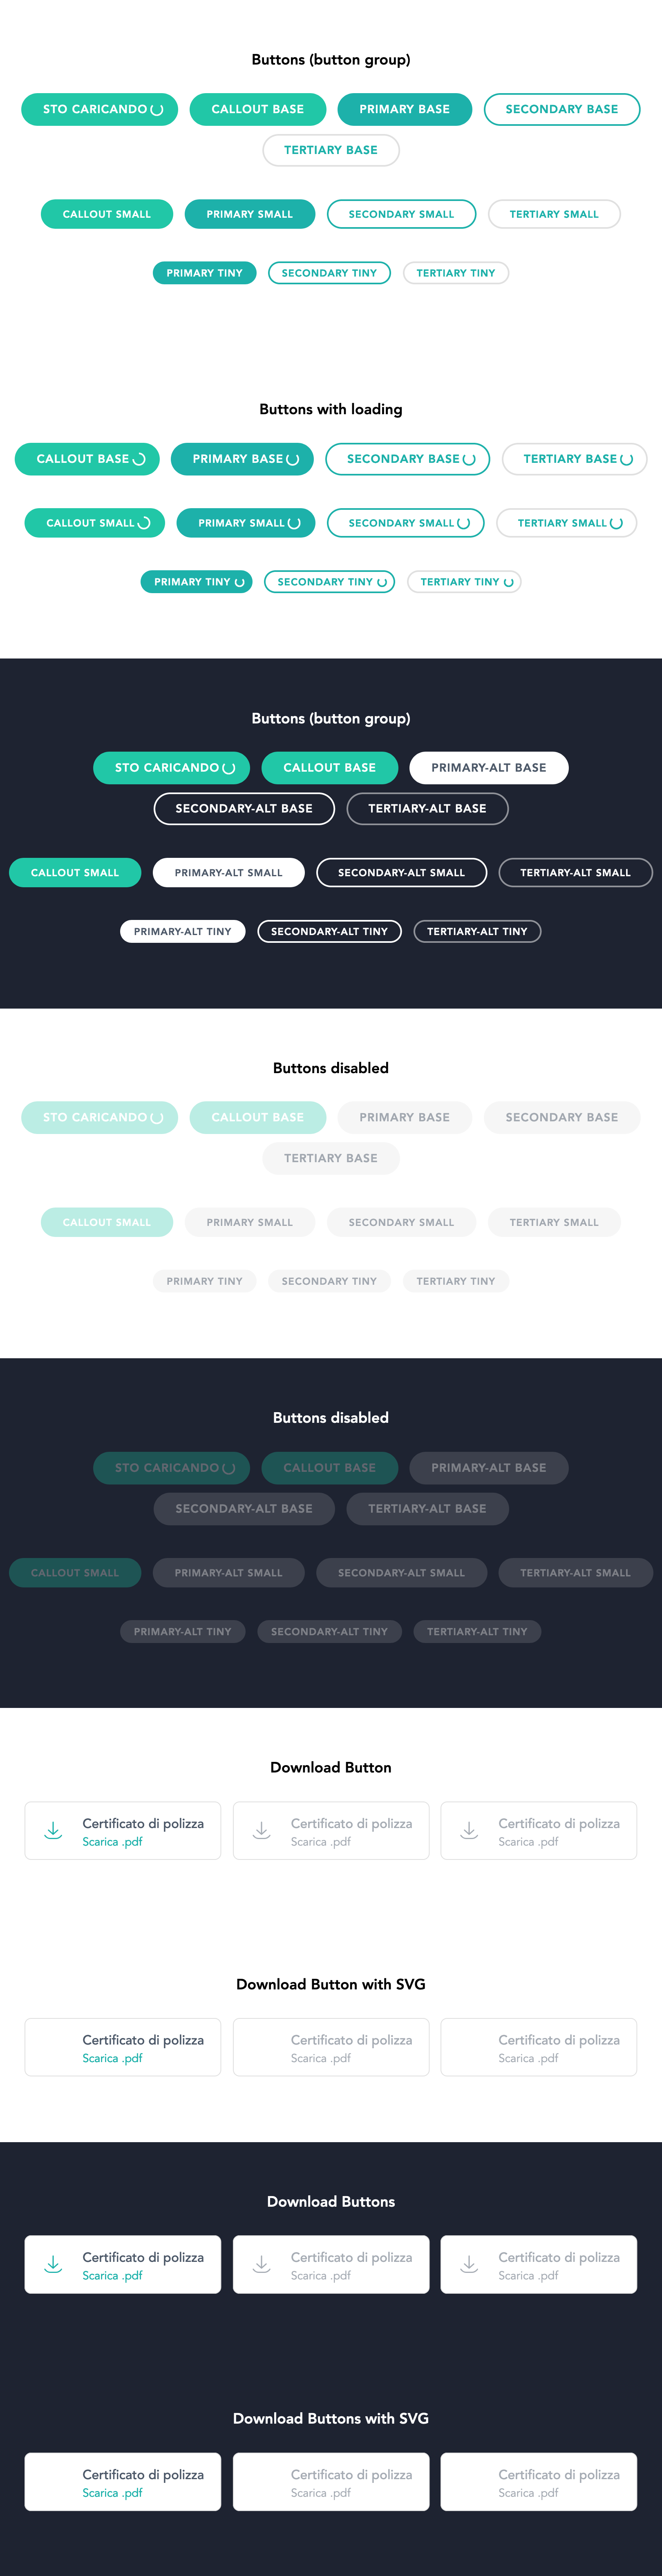 Buttons (button group)
STO CARICANDO CALLOUT BASE PRIMARY BASE SECONDARY BASE
TERTIARY BASE
CALLOUT SMALL PRIMARY SMALL SECONDARY SMALL TERTIARY SMALL
PRIMARY TINY SECONDARY TINY TERTIARY TINY
Buttons with loading
CALLOUT BASE PRIMARY BASE SECONDARY BASE TERTIARY BASE
CALLOUT SMALL PRIMARY SMALL SECONDARY SMALL TERTIARY SMALL
PRIMARY TINY SECONDARY TINY TERTIARY TINY
Buttons (button group)
STO CARICANDO CALLOUT BASE PRIMARY-ALT BASE
SECONDARY-ALT BASE TERTIARY-ALT BASE
CALLOUT SMALL PRIMARY-ALT SMALL SECONDARY-ALT SMALL TERTIARY-ALT SMALL
PRIMARY-ALT TINY SECONDARY-ALT TINY TERTIARY-ALT TINY
Buttons disabled
STO CARICANDO CALLOUT BASE PRIMARY BASE SECONDARY BASE
TERTIARY BASE
CALLOUT SMALL PRIMARY SMALL SECONDARY SMALL TERTIARY SMALL
PRIMARY TINY SECONDARY TINY TERTIARY TINY
Buttons disabled
STO CARICANDO CALLOUT BASE PRIMARY-ALT BASE
SECONDARY-ALT BASE TERTIARY-ALT BASE
CALLOUT SMALL PRIMARY-ALT SMALL SECONDARY-ALT SMALL TERTIARY-ALT SMALL
PRIMARY-ALT TINY SECONDARY-ALT TINY TERTIARY-ALT TINY
Download Button
Certificato di polizza Certificato di polizza Certificato di polizza
Scarica .pdf Scarica .pdf Scarica .pdf
Download Button with SVG
Certificato di polizza Certificato di polizza Certificato di polizza
Scarica .pdf Scarica .pdf Scarica .pdf
Download Buttons
Certificato di polizza Certificato di polizza Certificato di polizza
Scarica .pdf Scarica .pdf Scarica .pdf
Download Buttons with SVG
Certificato di polizza Certificato di polizza Certificato di polizza
Scarica .pdf Scarica .pdf Scarica .pdf